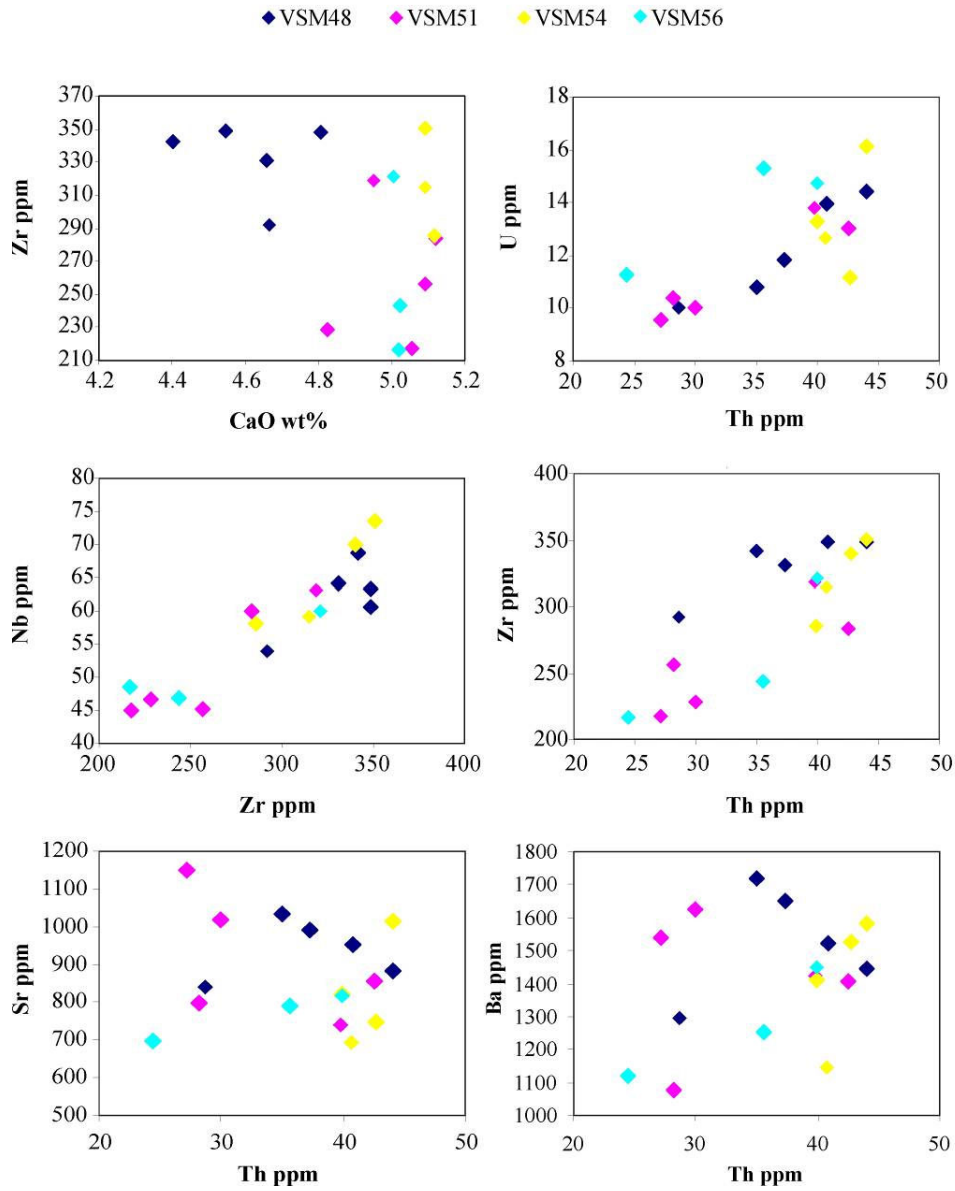 VSM48 VSM51 VSM54 VSM56
370
350
330
310
290
270
250
230
210
Zr ppm
4.2 4.4 4.6 4.8 5.0 5.2
CaO wt%
18
16
14
12
10
8
U ppm
20 25 30 35 40 45 50
Th ppm
80
75
70
65
60
55
50
45
40
Nb ppm
200 250 300 350 400
Zr ppm
400
350
300
250
200
Zr ppm
20 25 30 35 40 45 50
Th ppm
1200
1100
1000
900
800
700
600
500
Sr ppm
20 30 40 50
Th ppm
1800
1700
1600
1500
1400
1300
1200
1100
1000
Ba ppm
20 30 40 50
Th ppm